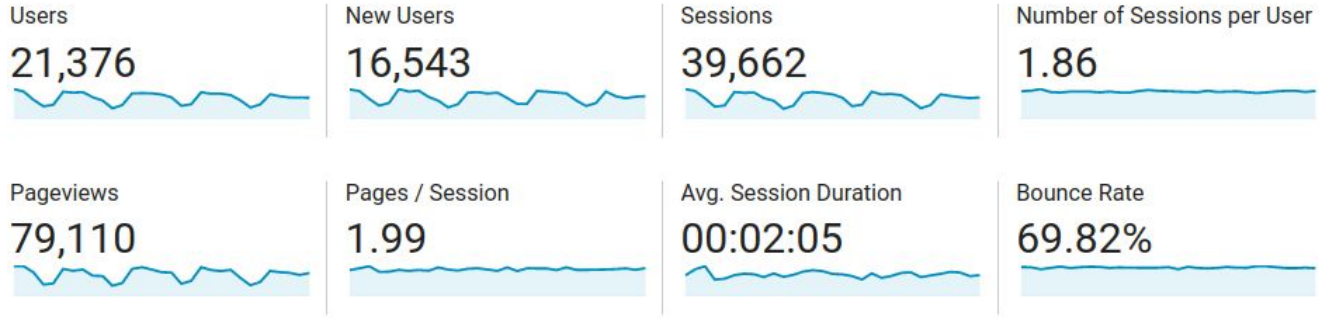 Users
21,376
New Users
16,543
Sessions
39,662
Number of Sessions per User
1.86
Pageviews
79,110
Pages / Session
1.99
Avg. Session Duration
00:02:05
Bounce Rate
69.82%